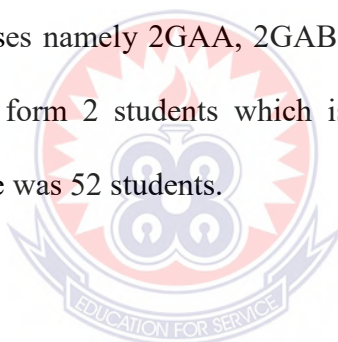 ses namely 2GAA, 2GAB
form 2 students which is
e was 52 students.
EDUCATION FOR SERVICE